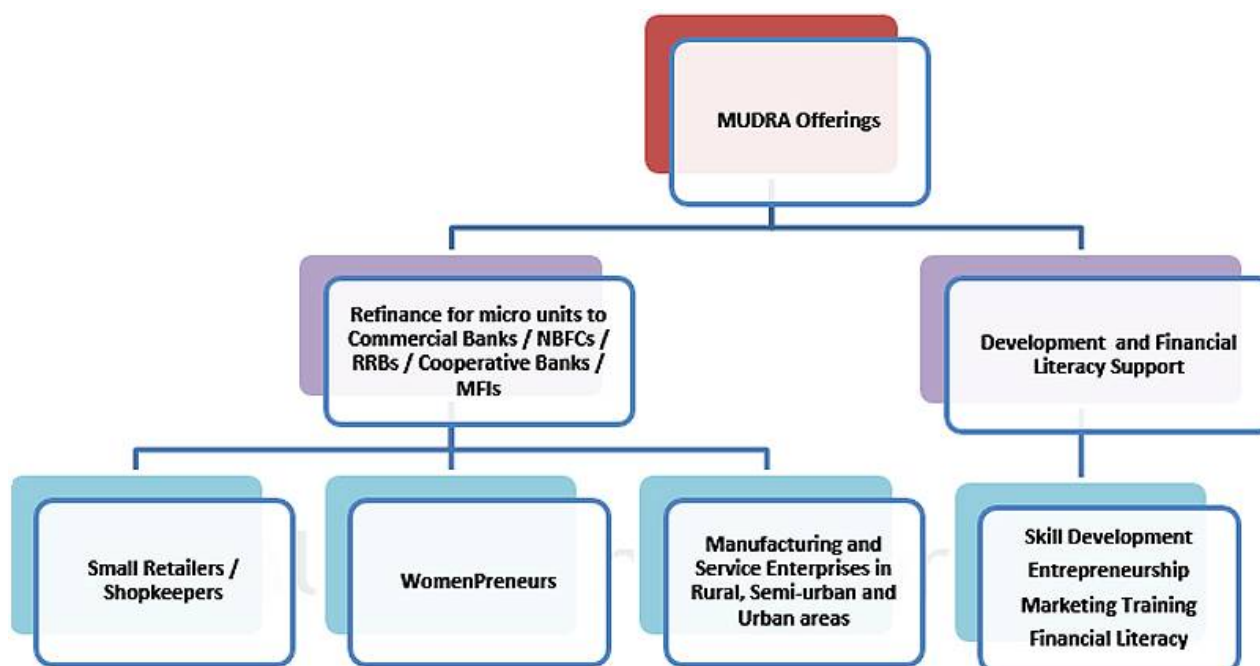 MUDRA Offerings
Refinance for micro units to
Commercial Banks / NBFCs /
RRBs / Cooperative Banks /
MFIs
Development and Financial
Literacy Support
Small Retailers /
Shopkeepers
WomenPreneurs
Manufacturing and
Service Enterprises in
Rural, Semi-urban and
Urban areas
Skill Development
Entrepreneurship
Marketing Training
Financial Literacy